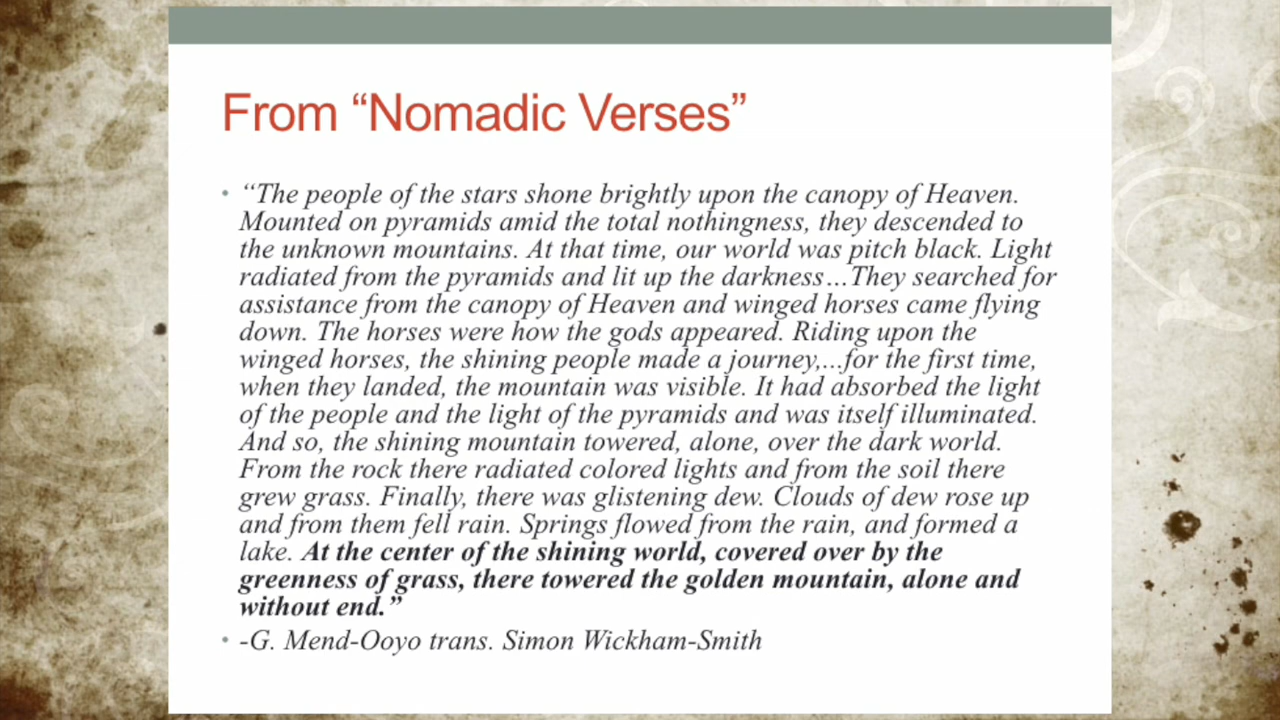 From “Nomadic Verses”
• “The people of the stars shone brightly upon the canopy of Heaven.
Mounted on pyramids amid the total nothingness, they descended to
the unknown mountains. At that time, our world was pitch black. Light
radiated from the pyramids and lit up the darkness…They searched for
assistance from the canopy of Heaven and winged horses came flying
down. The horses were how the gods appeared. Riding upon the
winged horses, the shining people made a journey,...for the first time,
when they landed, the mountain was visible. It had absorbed the light
of the people and the light of the pyramids and was itself illuminated.
And so, the shining mountain towered, alone, over the dark world.
From the rock there radiated colored lights and from the soil there
grew grass. Finally, there was glistening dew. Clouds of dew rose up
and from them fell rain. Springs flowed from the rain, and formed a
lake. At the center of the shining world, covered over by the
greenness of grass, there towered the golden mountain, alone and
without end.”
• -G. Mend-Ooyo trans. Simon Wickham-Smith